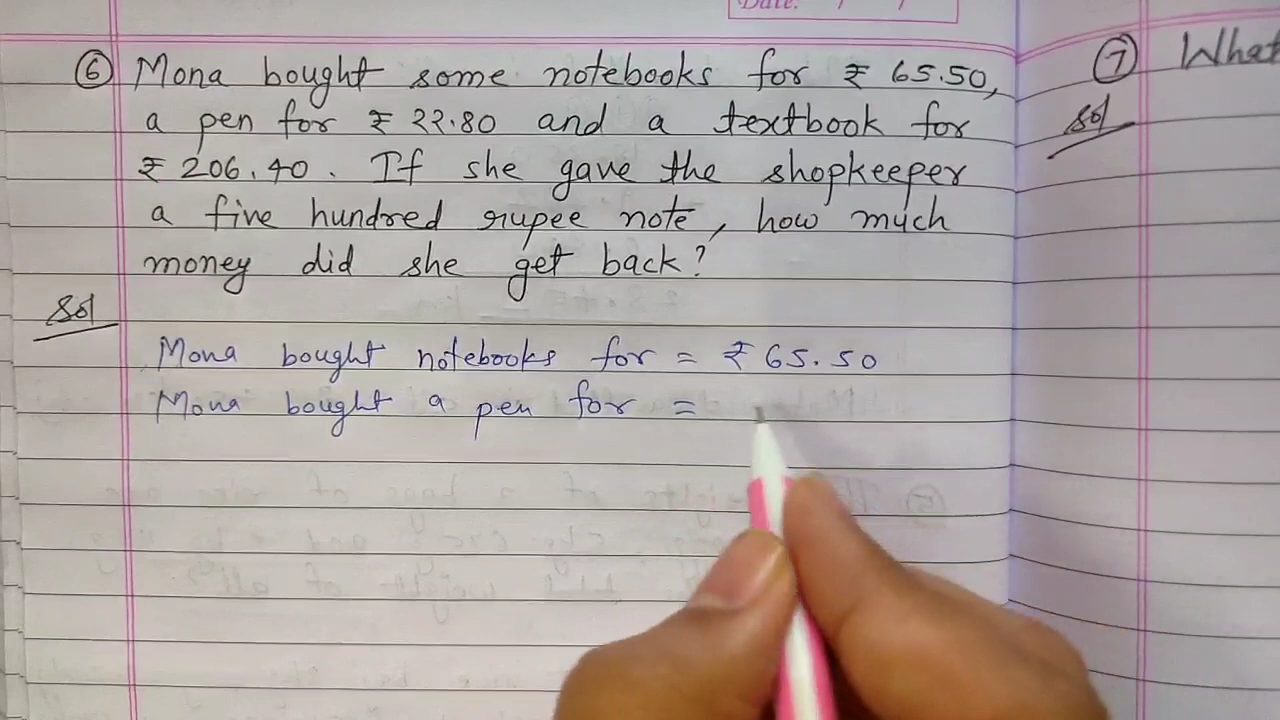 Date: / /
⑥ Mona bought some notebooks for ₹ 65.50,
a pen for ₹ 22.80 and a textbook for
₹ 206.40. If she gave the shopkeeper
a five hundred rupee note, how much
money did she get back?
Sol
Mona bought notebooks for = ₹ 65.50
Mona bought a pen for =
⑦ What
Sol